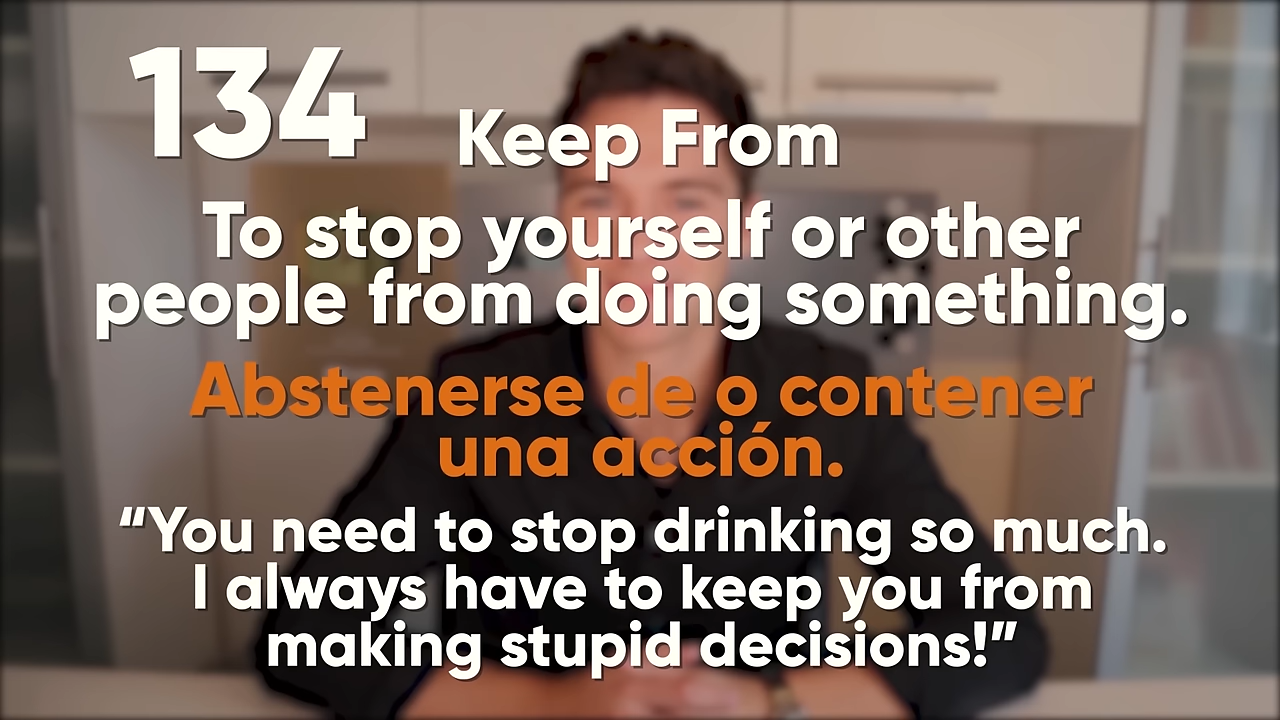 134
Keep From
To stop yourself or other
people from doing something.
Abstenerse de o contener
una acción.
“You need to stop drinking so much.
I always have to keep you from
making stupid decisions!”